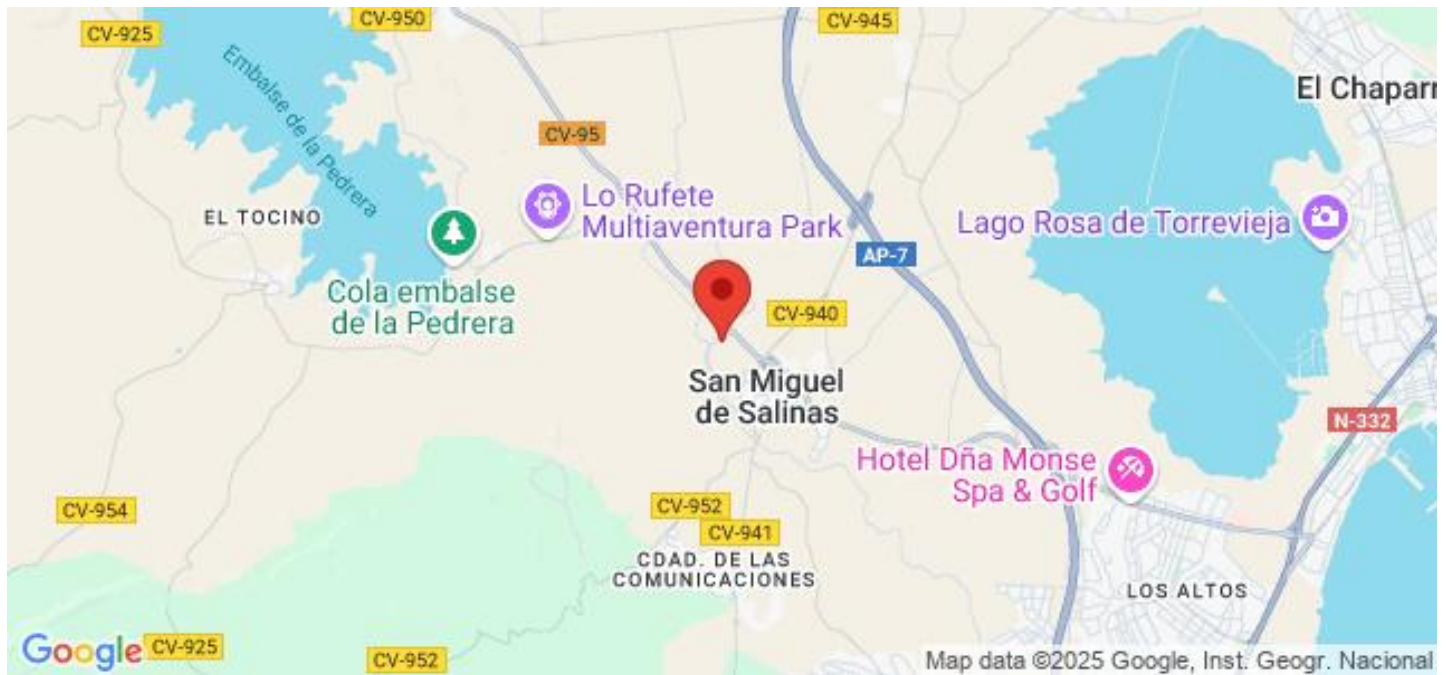 CV-950
CV-945
CV-925
Embalse de la Pedrera
El Chaparr
CV-95
Lo Rufete
Multiaventura Park
EL TOCINO
Lago Rosa de Torrevieja
AP-7
Cola embalse
de la Pedrera
CV-940
San Miguel
de Salinas
N-332
Hotel Dña Monse
Spa & Golf
CV-954
CV-952
CV-941
CDAD. DE LAS
COMUNICACIONES
LOS ALTOS
Google
CV-925
CV-952
Map data ©2025 Google, Inst. Geogr. Nacional